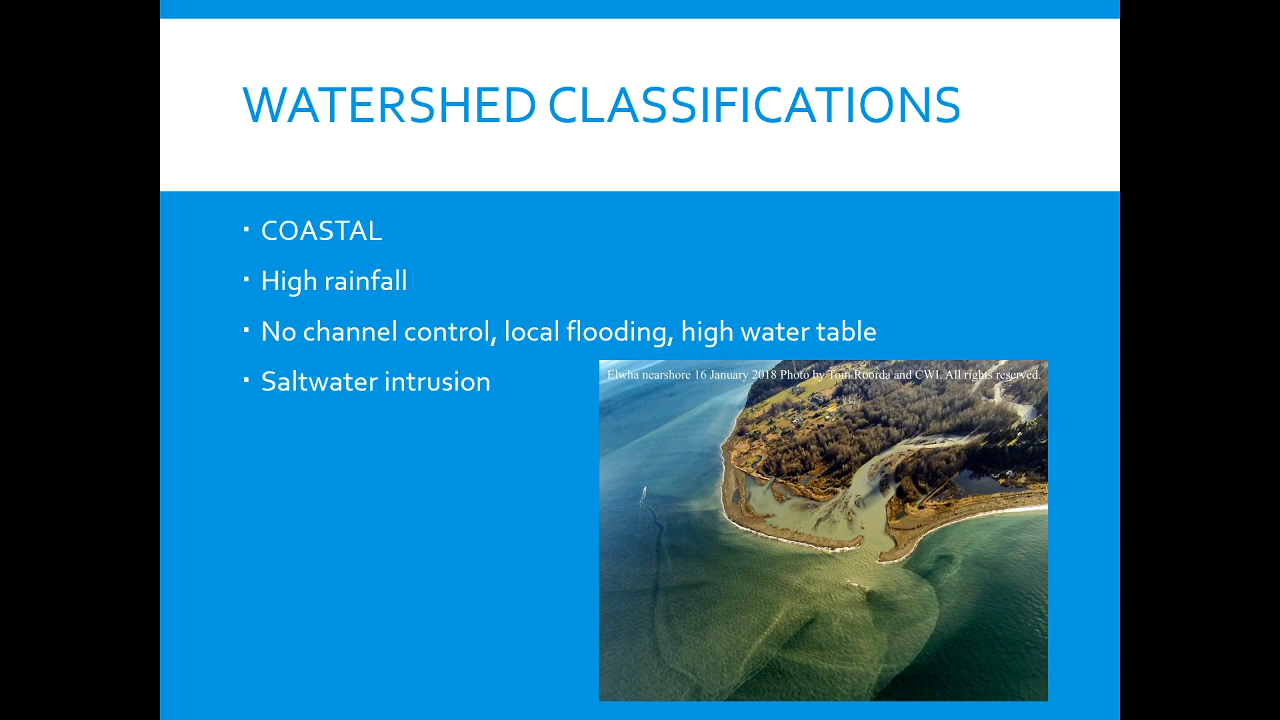 WATERSHED CLASSIFICATIONS
▪ COASTAL
▪ High rainfall
▪ No channel control, local flooding, high water table
▪ Saltwater intrusion
Elwha nearshore 16 January 2018 Photo by Tom Roorda and CWI. All rights reserved.